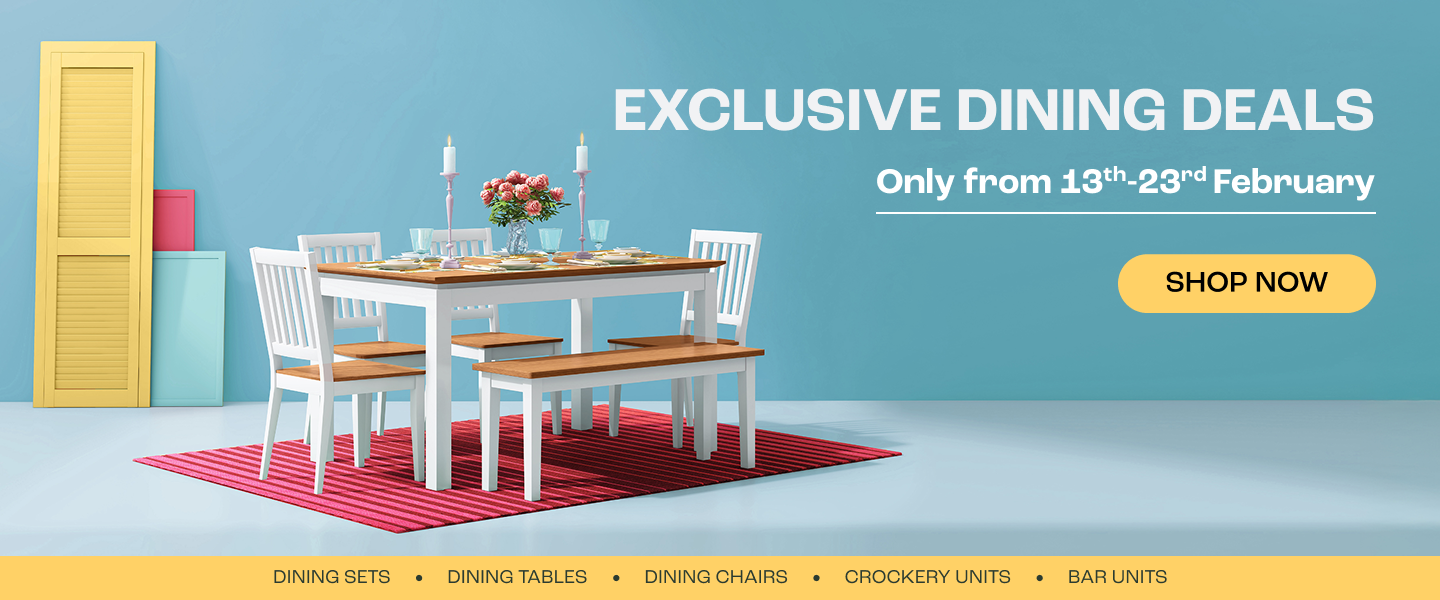 EXCLUSIVE DINING DEALS
Only from 13th-23rd February
SHOP NOW
DINING SETS • DINING TABLES • DINING CHAIRS • CROCKERY UNITS • BAR UNITS